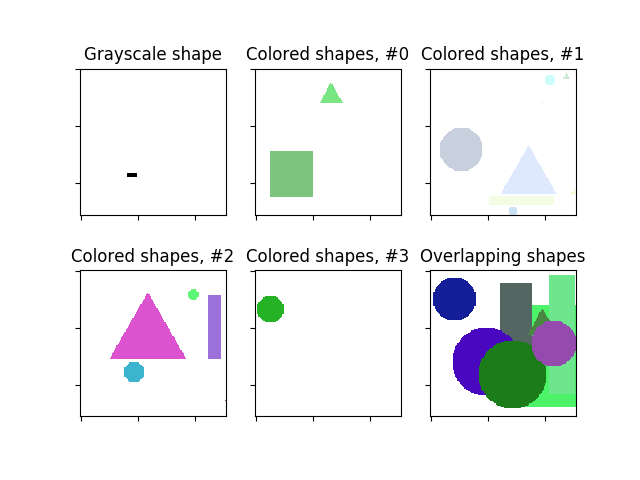 Grayscale shape
Colored shapes, #0
Colored shapes, #1
Colored shapes, #2
Colored shapes, #3
Overlapping shapes